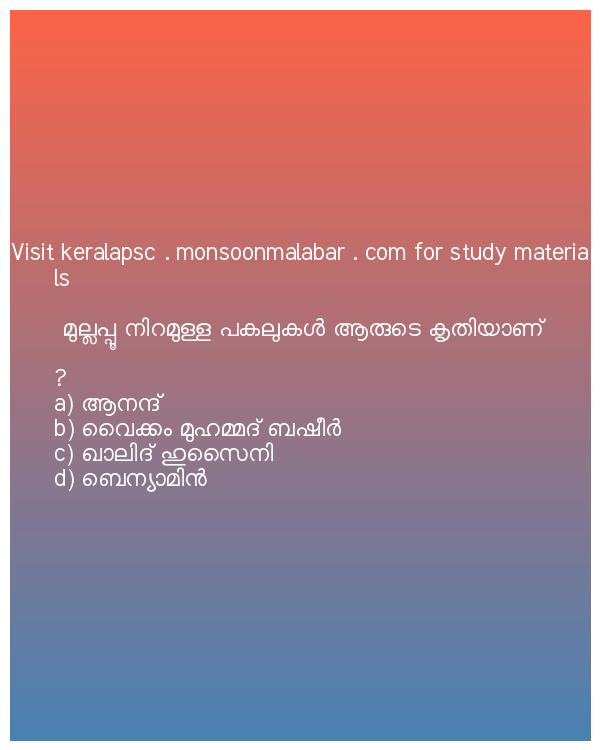 Visit keralapsc . monsoonmalabar . com for study materia
ls
മുല്ലപ്പൂ നിറമുള്ള പകലുകൾ ആരുടെ കൃതിയാണ്
?
a) ആനന്ദ്
b) വൈക്കം മുഹമ്മദ് ബഷീർ
c) ഖാലിദ് ഹുസൈനി
d) ബെന്യാമിൻ